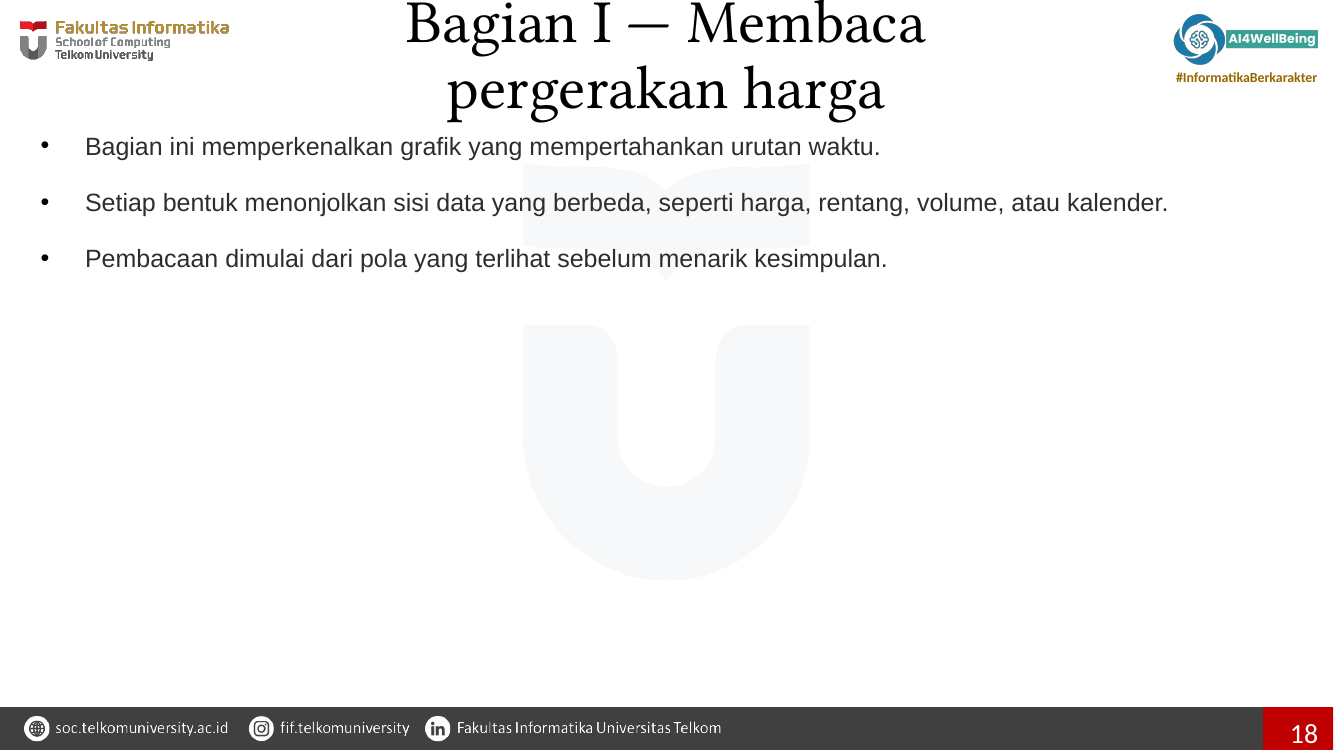 Fakultas Informatika
School of Computing
Telkom University
Bagian I — Membaca
pergerakan harga
AI4WellBeing
#InformatikaBerkarakter
• Bagian ini memperkenalkan grafik yang mempertahankan urutan waktu.
• Setiap bentuk menonjolkan sisi data yang berbeda, seperti harga, rentang, volume, atau kalender.
• Pembacaan dimulai dari pola yang terlihat sebelum menarik kesimpulan.
soc.telkomuniversity.ac.id fif.telkomuniversity Fakultas Informatika Universitas Telkom
18